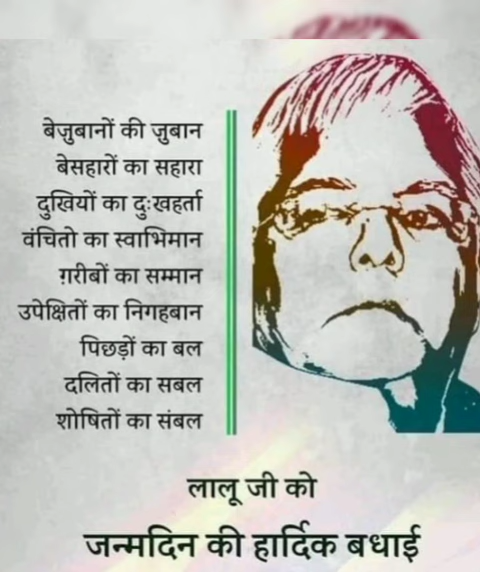 बेज़ुबानों की ज़ुबान
बेसहारों का सहारा
दुखियों का दुःखहर्ता
वंचितो का स्वाभिमान
ग़रीबों का सम्मान
उपेक्षितों का निगहबान
पिछड़ों का बल
दलितों का सबल
शोषितों का संबल
लालू जी को
जन्मदिन की हार्दिक बधाई